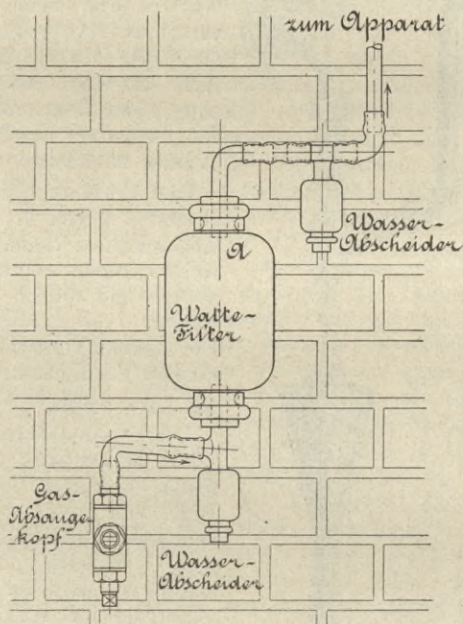 zum Apparat
Wasser-
Abscheider
A
Watte-
Filter
Gas-
Absauge-
kopf
Wasser-
Abscheider